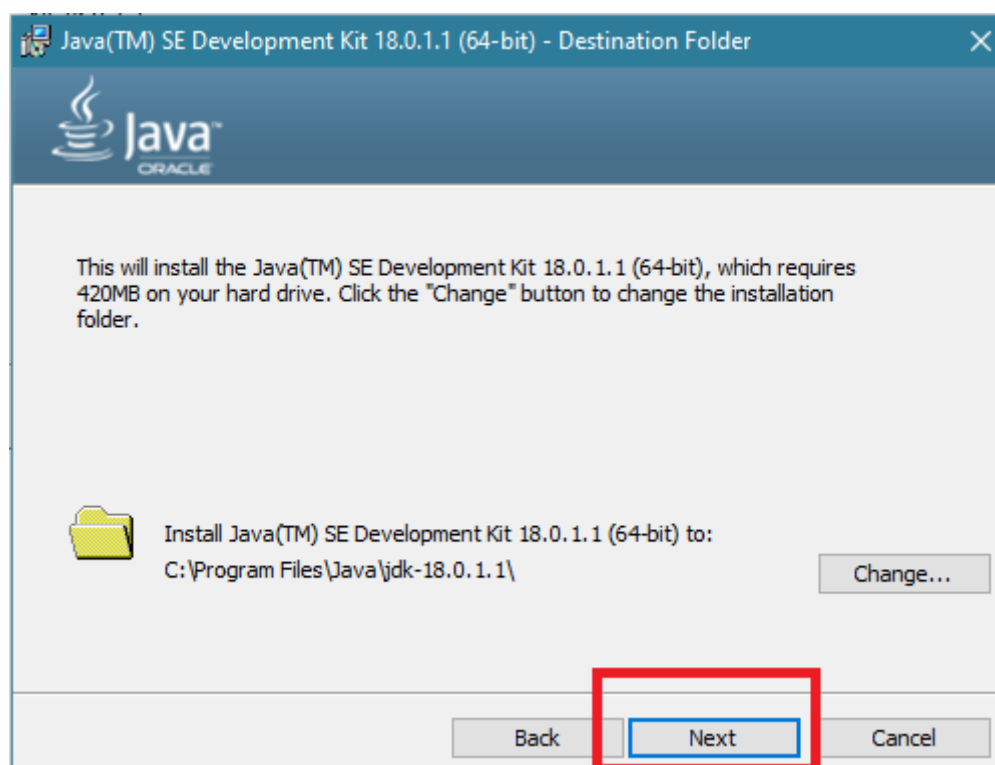 Java(TM) SE Development Kit 18.0.1.1 (64-bit) - Destination Folder
Java™
ORACLE
This will install the Java(TM) SE Development Kit 18.0.1.1 (64-bit), which requires
420MB on your hard drive. Click the "Change" button to change the installation
folder.
Install Java(TM) SE Development Kit 18.0.1.1 (64-bit) to:
C:\Program Files\Java\jdk-18.0.1.1\
Change...
Back
Next
Cancel